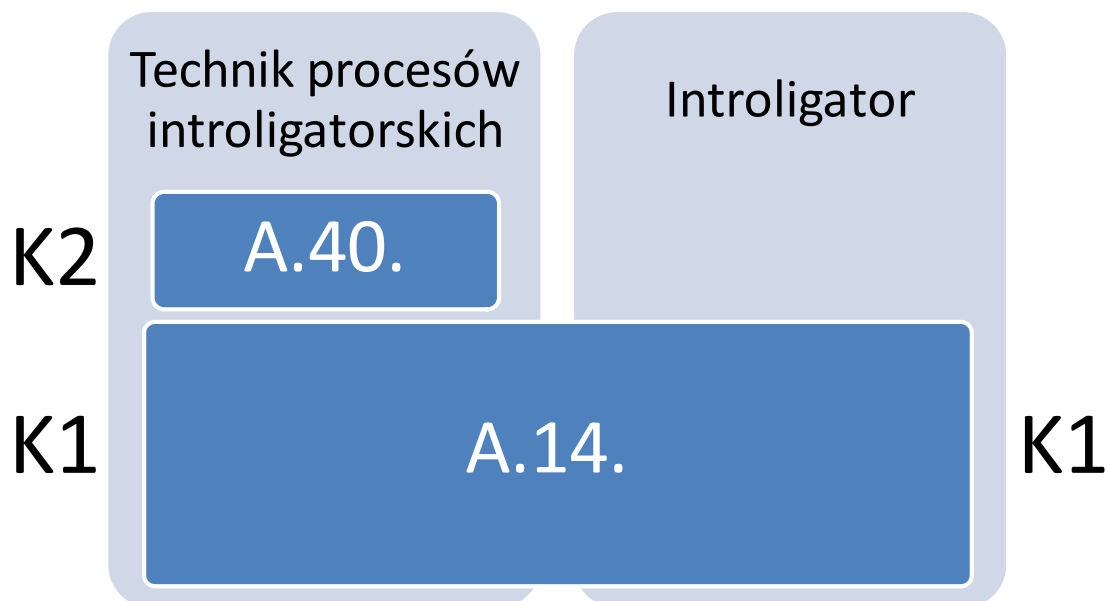 Technik procesów
introligatorskich
Introligator
K2
A.40.
K1
A.14.
K1